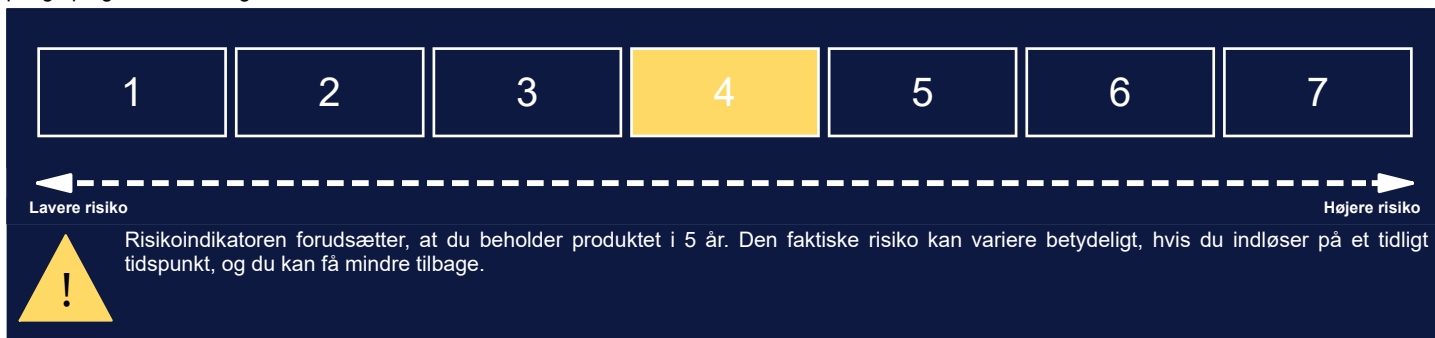 1 2 3 4 5 6 7
Lavere risiko Højere risiko
Risikoindikatoren forudsætter, at du beholder produktet i 5 år. Den faktiske risiko kan variere betydeligt, hvis du indløser på et tidligt
tidspunkt, og du kan få mindre tilbage.
!